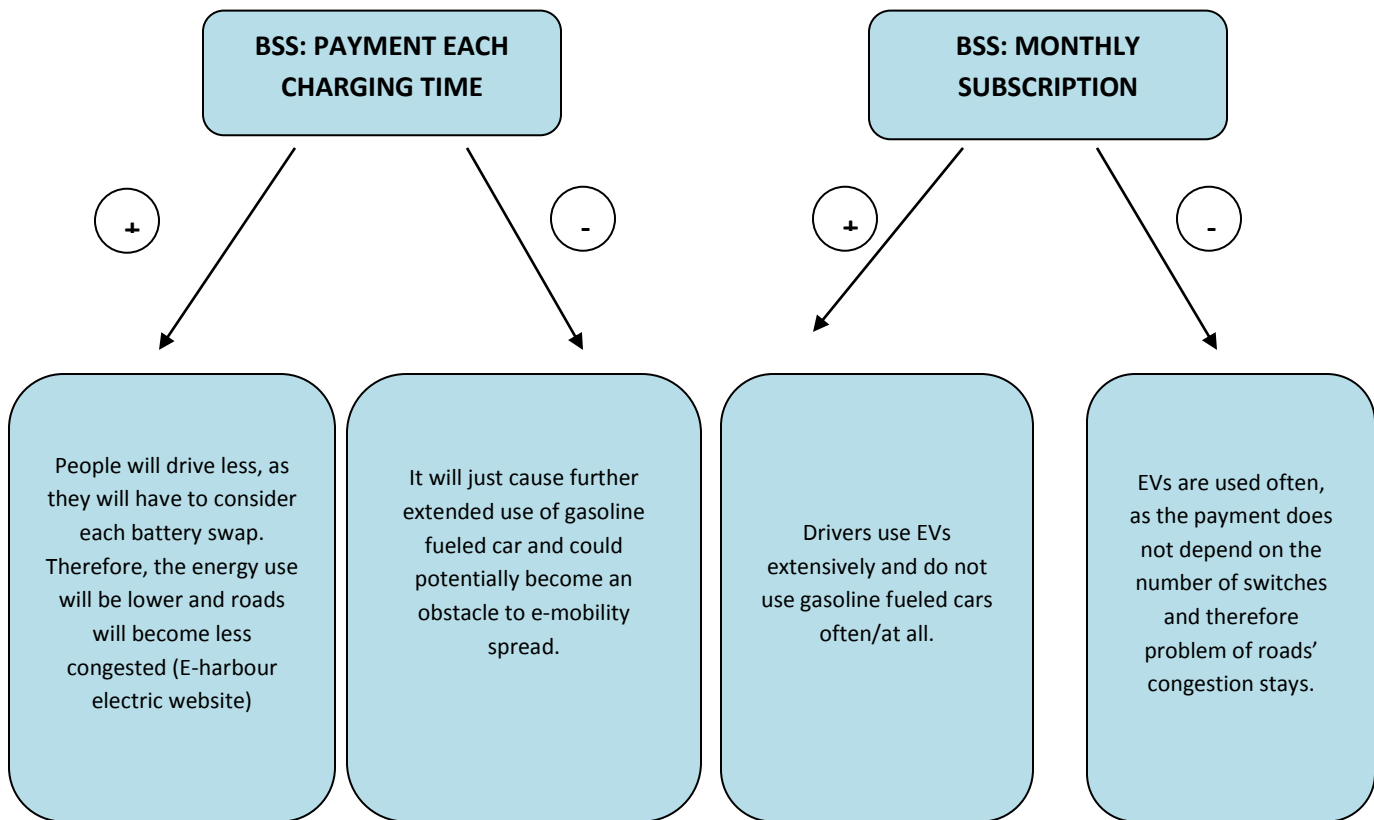 BSS: PAYMENT EACH
CHARGING TIME
BSS: MONTHLY
SUBSCRIPTION
+
-
+
-
People will drive less, as
they will have to consider
each battery swap.
Therefore, the energy use
will be lower and roads
will become less
congested (E-harbour
electric website)
It will just cause further
extended use of gasoline
fueled car and could
potentially become an
obstacle to e-mobility
spread.
Drivers use EVs
extensively and do not
use gasoline fueled cars
often/at all.
EVs are used often,
as the payment does
not depend on the
number of switches
and therefore
problem of roads’
congestion stays.